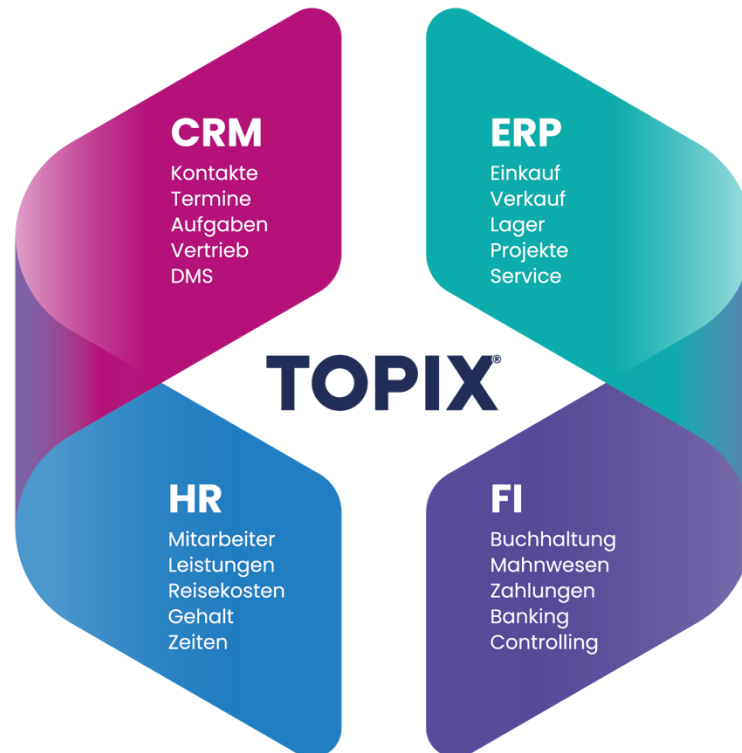 CRM
Kontakte
Termine
Aufgaben
Vertrieb
DMS
ERP
Einkauf
Verkauf
Lager
Projekte
Service
TOPIX®
HR
Mitarbeiter
Leistungen
Reisekosten
Gehalt
Zeiten
FI
Buchhaltung
Mahnwesen
Zahlungen
Banking
Controlling